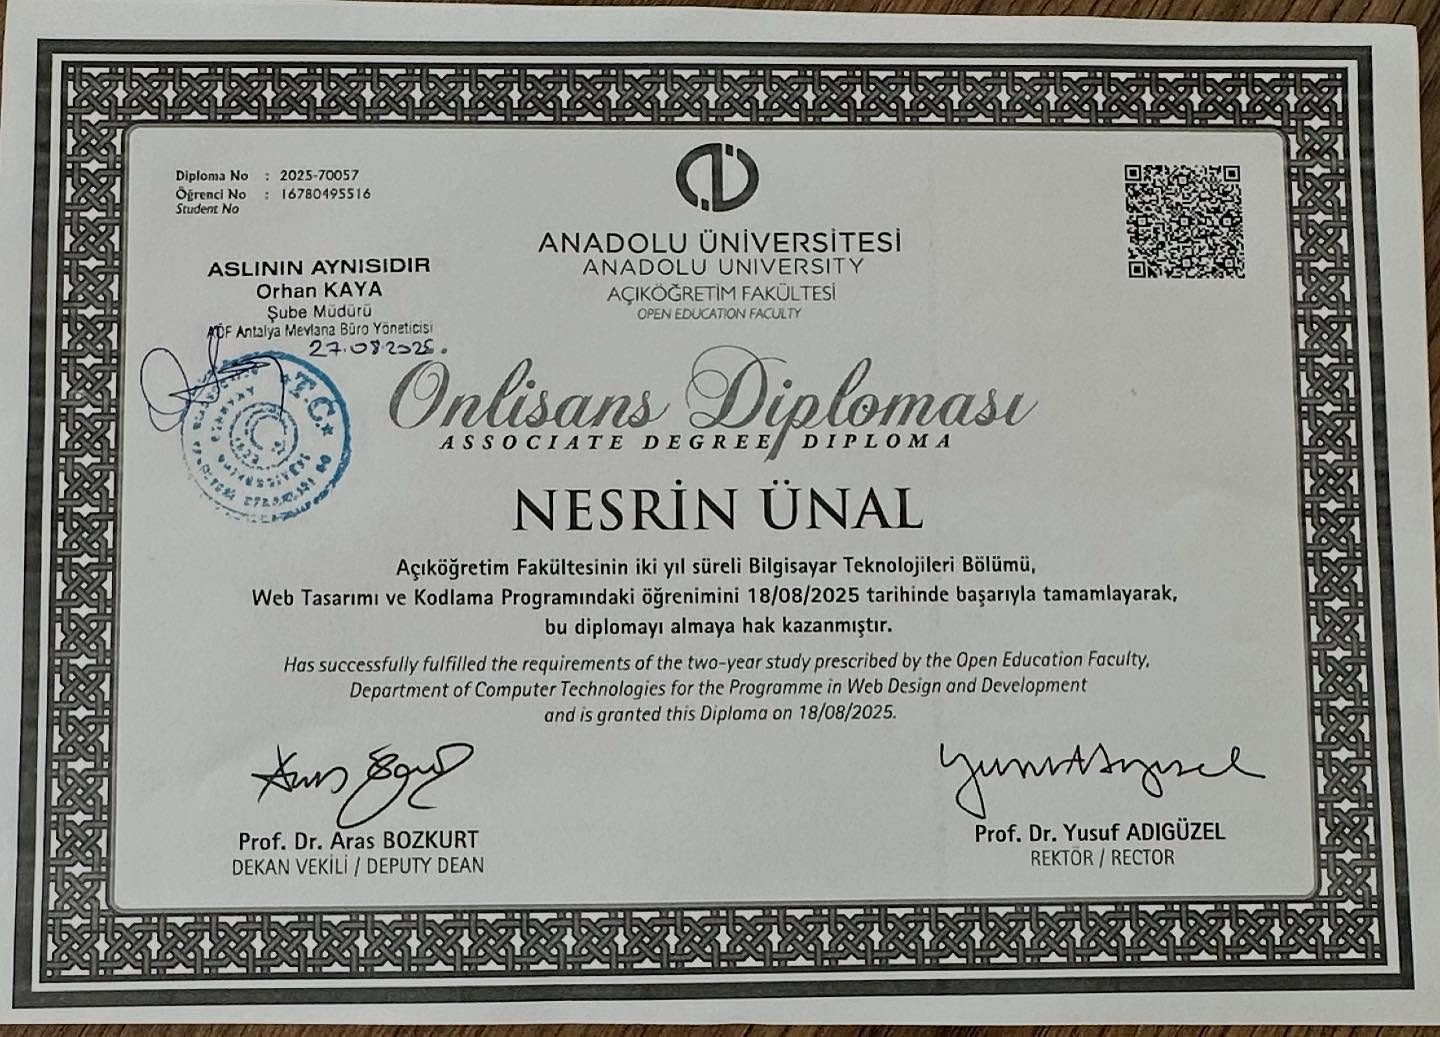 Diploma No : 2025-70057
Öğrenci No : 16780495516
Student No
ANADOLU ÜNİVERSİTESİ
ANADOLU UNIVERSITY
AÇIKÖĞRETİM FAKÜLTESİ
OPEN EDUCATION FACULTY
ASLININ AYNISIDIR
Orhan KAYA
Şube Müdürü
AÖF Antalya Mevlana Büro Yöneticisi
27.08.2025.
T.C.
Önlisans Diploması
ASSOCIATE DEGREE DIPLOMA
NESRİN ÜNAL
Açıköğretim Fakültesinin iki yıl süreli Bilgisayar Teknolojileri Bölümü,
Web Tasarımı ve Kodlama Programındaki öğrenimini 18/08/2025 tarihinde başarıyla tamamlayarak,
bu diplomayı almaya hak kazanmıştır.
Has successfully fulfilled the requirements of the two-year study prescribed by the Open Education Faculty,
Department of Computer Technologies for the Programme in Web Design and Development
and is granted this Diploma on 18/08/2025.
Prof. Dr. Aras BOZKURT
DEKAN VEKİLİ / DEPUTY DEAN
Prof. Dr. Yusuf ADIGÜZEL
REKTÖR / RECTOR